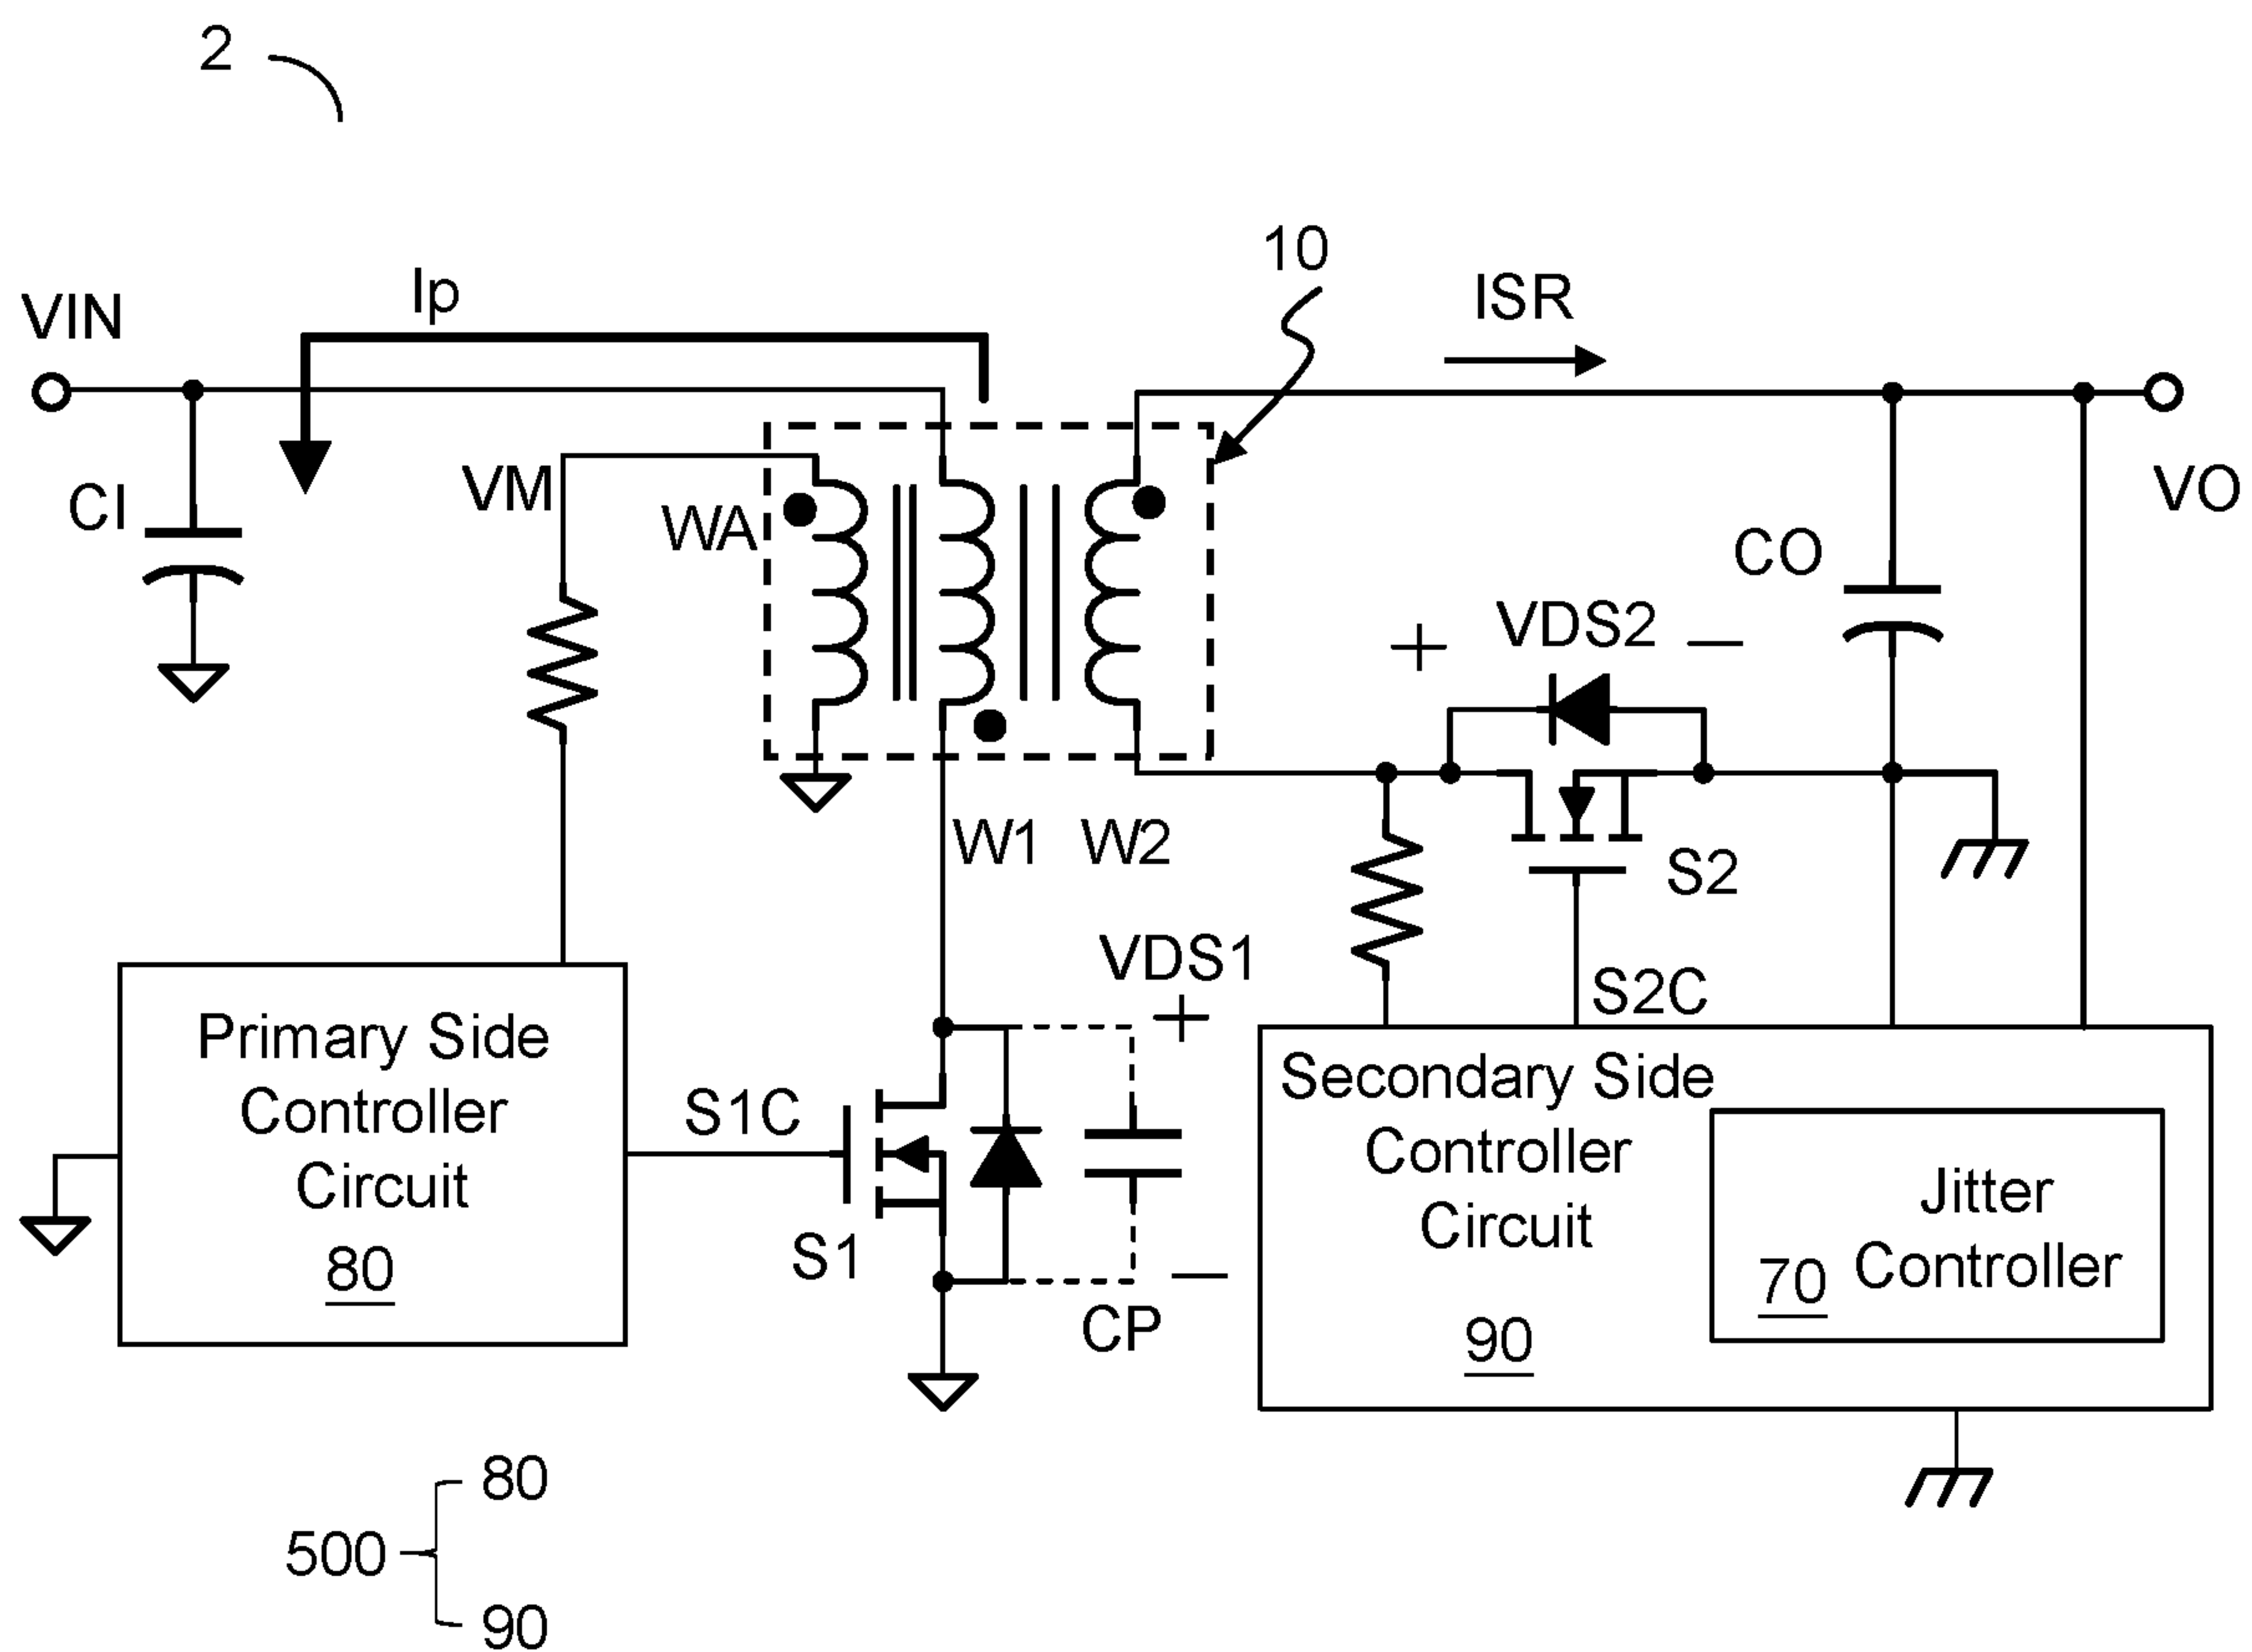 2
10
Ip
ISR
VIN
VM
CI
WA
VO
CO
+ VDS2 —
W1
W2
S2
VDS1
+
S2C
Primary Side
Controller
Circuit
80
S1C
S1
—
CP
Secondary Side
Controller
Circuit
90
Jitter
Controller
70
500
80
90